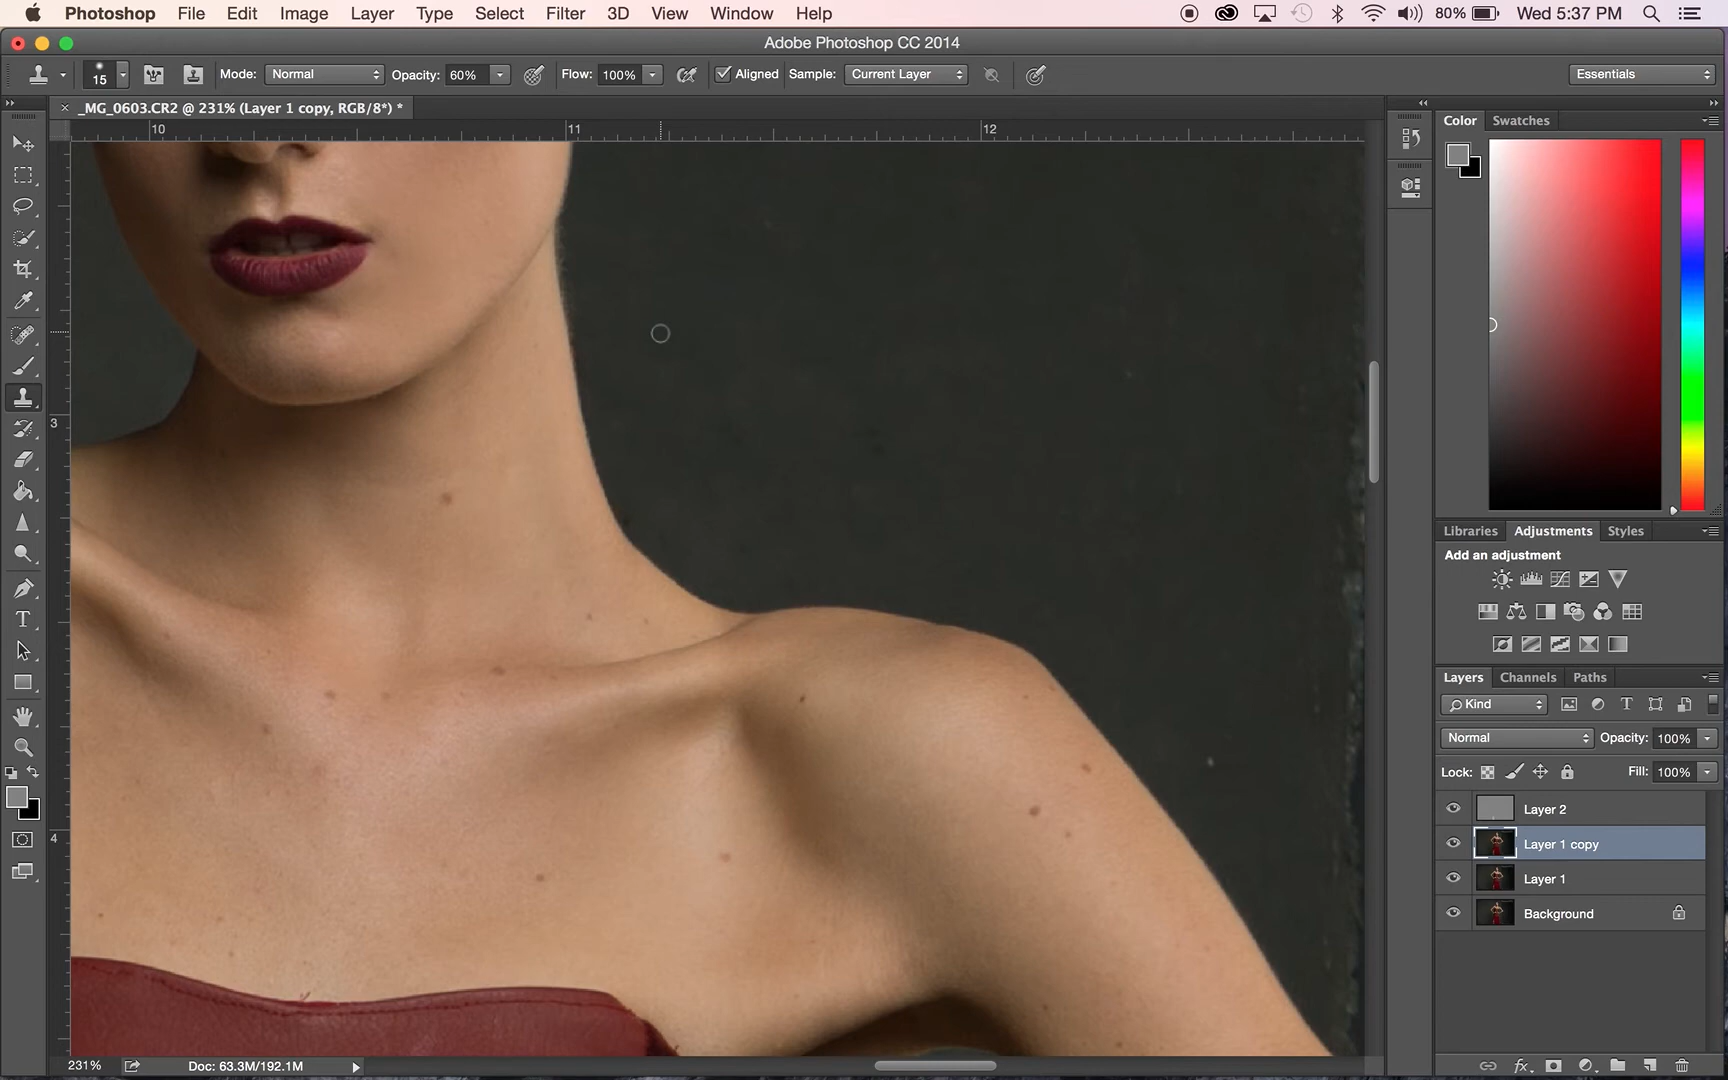 Photoshop File Edit Image Layer Type Select Filter 3D View Window Help 80% Wed 5:37 PM
Adobe Photoshop CC 2014
15 Mode: Normal Opacity: 60% Flow: 100% Aligned Sample: Current Layer Essentials
_MG_0603.CR2 @ 231% (Layer 1 copy, RGB/8*) *
10 11 12
Color Swatches
3
4
Libraries Adjustments Styles
Add an adjustment
Layers Channels Paths
Kind
Normal Opacity: 100%
Lock: Fill: 100%
Layer 2
Layer 1 copy
Layer 1
Background
231% Doc: 63.3M/192.1M